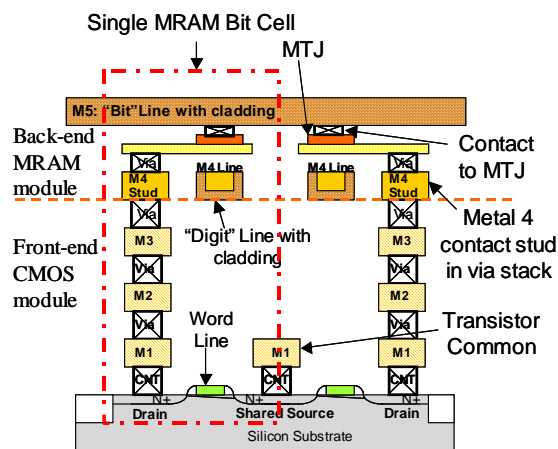 Single MRAM Bit Cell
MTJ
M5: “Bit”Line with cladding
Back-end
MRAM
module
Contact
to MTJ
Via
Via
M4
Stud
M4 Line
M4 Line
M4
Stud
Via
Via
“Digit” Line with
cladding
Metal 4
contact stud
in via stack
Front-end
CMOS
module
M3
M3
Via
Via
M2
M2
Via
Via
Word
Line
Transistor
Common
M1
M1
M1
CNT
CNT
CNT
N+
N+
N+
Drain
Shared Source
Drain
Silicon Substrate